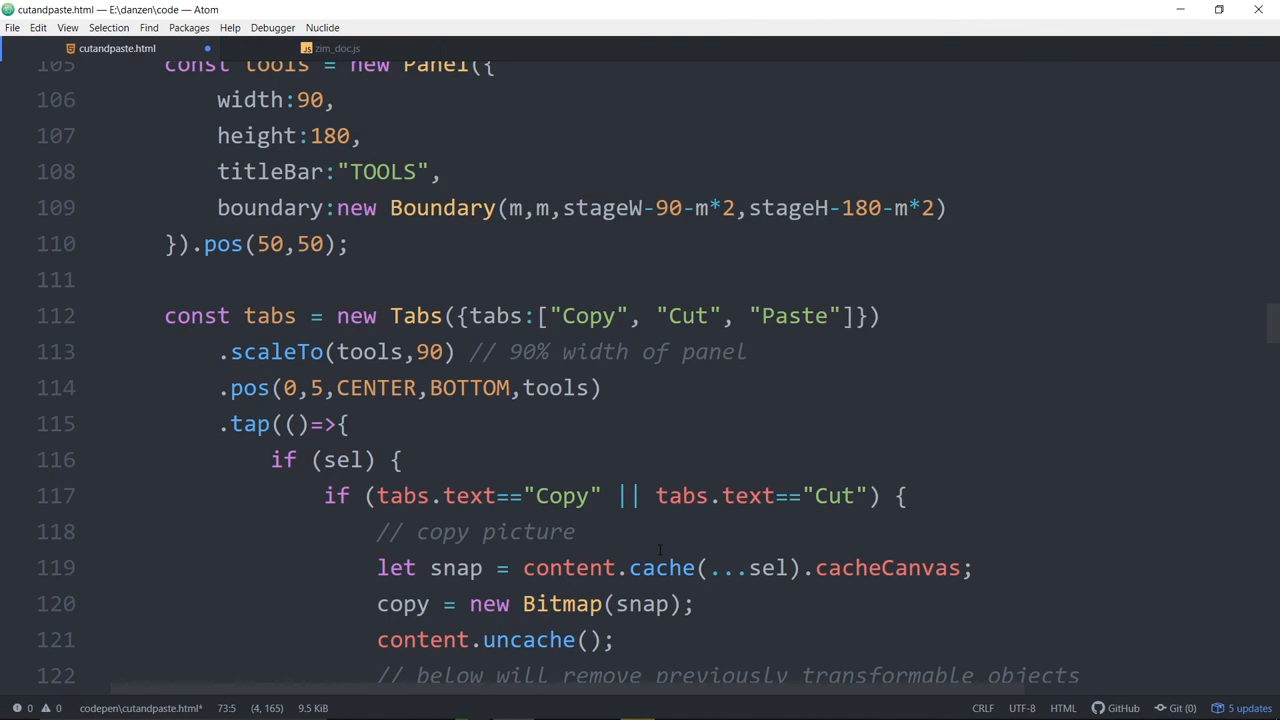 cutandpaste.html — E:\danzen\code — Atom
File Edit View Selection Find Packages Help Debugger Nuclide
cutandpaste.html zim_doc.js
105 const tools = new Panel({
106 width:90,
107 height:180,
108 titleBar:"TOOLS",
109 boundary:new Boundary(m,m,stageW-90-m*2,stageH-180-m*2)
110 }).pos(50,50);
111
112 const tabs = new Tabs({tabs:["Copy", "Cut", "Paste"]})
113 .scaleTo(tools,90) // 90% width of panel
114 .pos(0,5,CENTER,BOTTOM,tools)
115 .tap(()=>{
116 if (sel) {
117 if (tabs.text=="Copy" || tabs.text=="Cut") {
118 // copy picture
119 let snap = content.cache(...sel).cacheCanvas;
120 copy = new Bitmap(snap);
121 content.uncache();
122 // below will remove previously transformable objects
0 0 codepen\cutandpaste.html* 73:5 (4, 165) 9.5 KiB CRLF UTF-8 HTML GitHub Git (0) 5 updates